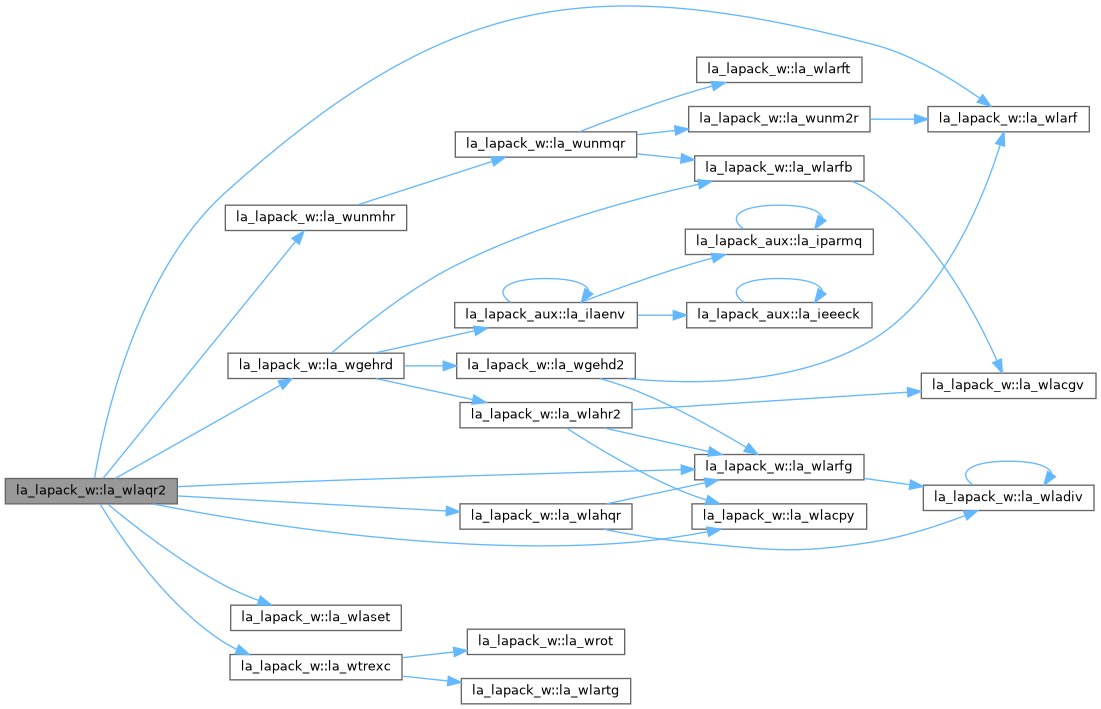 la_lapack_w::la_wlarft
la_lapack_w::la_wunm2r
la_lapack_w::la_wlarf
la_lapack_w::la_wunmqr
la_lapack_w::la_wlarfb
la_lapack_w::la_wunmhr
la_lapack_aux::la_iparmq
la_lapack_aux::la_ilaenv
la_lapack_aux::la_ieeeck
la_lapack_w::la_wgehrd
la_lapack_w::la_wgehd2
la_lapack_w::la_wlacgv
la_lapack_w::la_wlahr2
la_lapack_w::la_wlarfg
la_lapack_w::la_wlaqr2
la_lapack_w::la_wladiv
la_lapack_w::la_wlahqr
la_lapack_w::la_wlacpy
la_lapack_w::la_wlaset
la_lapack_w::la_wrot
la_lapack_w::la_wtrexc
la_lapack_w::la_wlartg